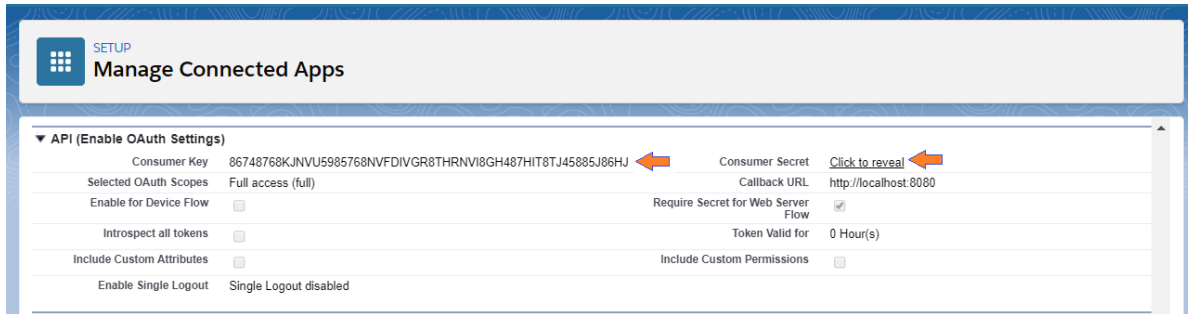 SETUP
Manage Connected Apps
API (Enable OAuth Settings)
Consumer Key 86748768KJNVU5985768NVFDIVGR8THRNVI8GH487HIT8TJ45885J86HJ Consumer Secret Click to reveal
Selected OAuth Scopes Full access (full) Callback URL http://localhost:8080
Enable for Device Flow Require Secret for Web Server
Flow
Introspect all tokens Token Valid for 0 Hour(s)
Include Custom Attributes Include Custom Permissions
Enable Single Logout Single Logout disabled